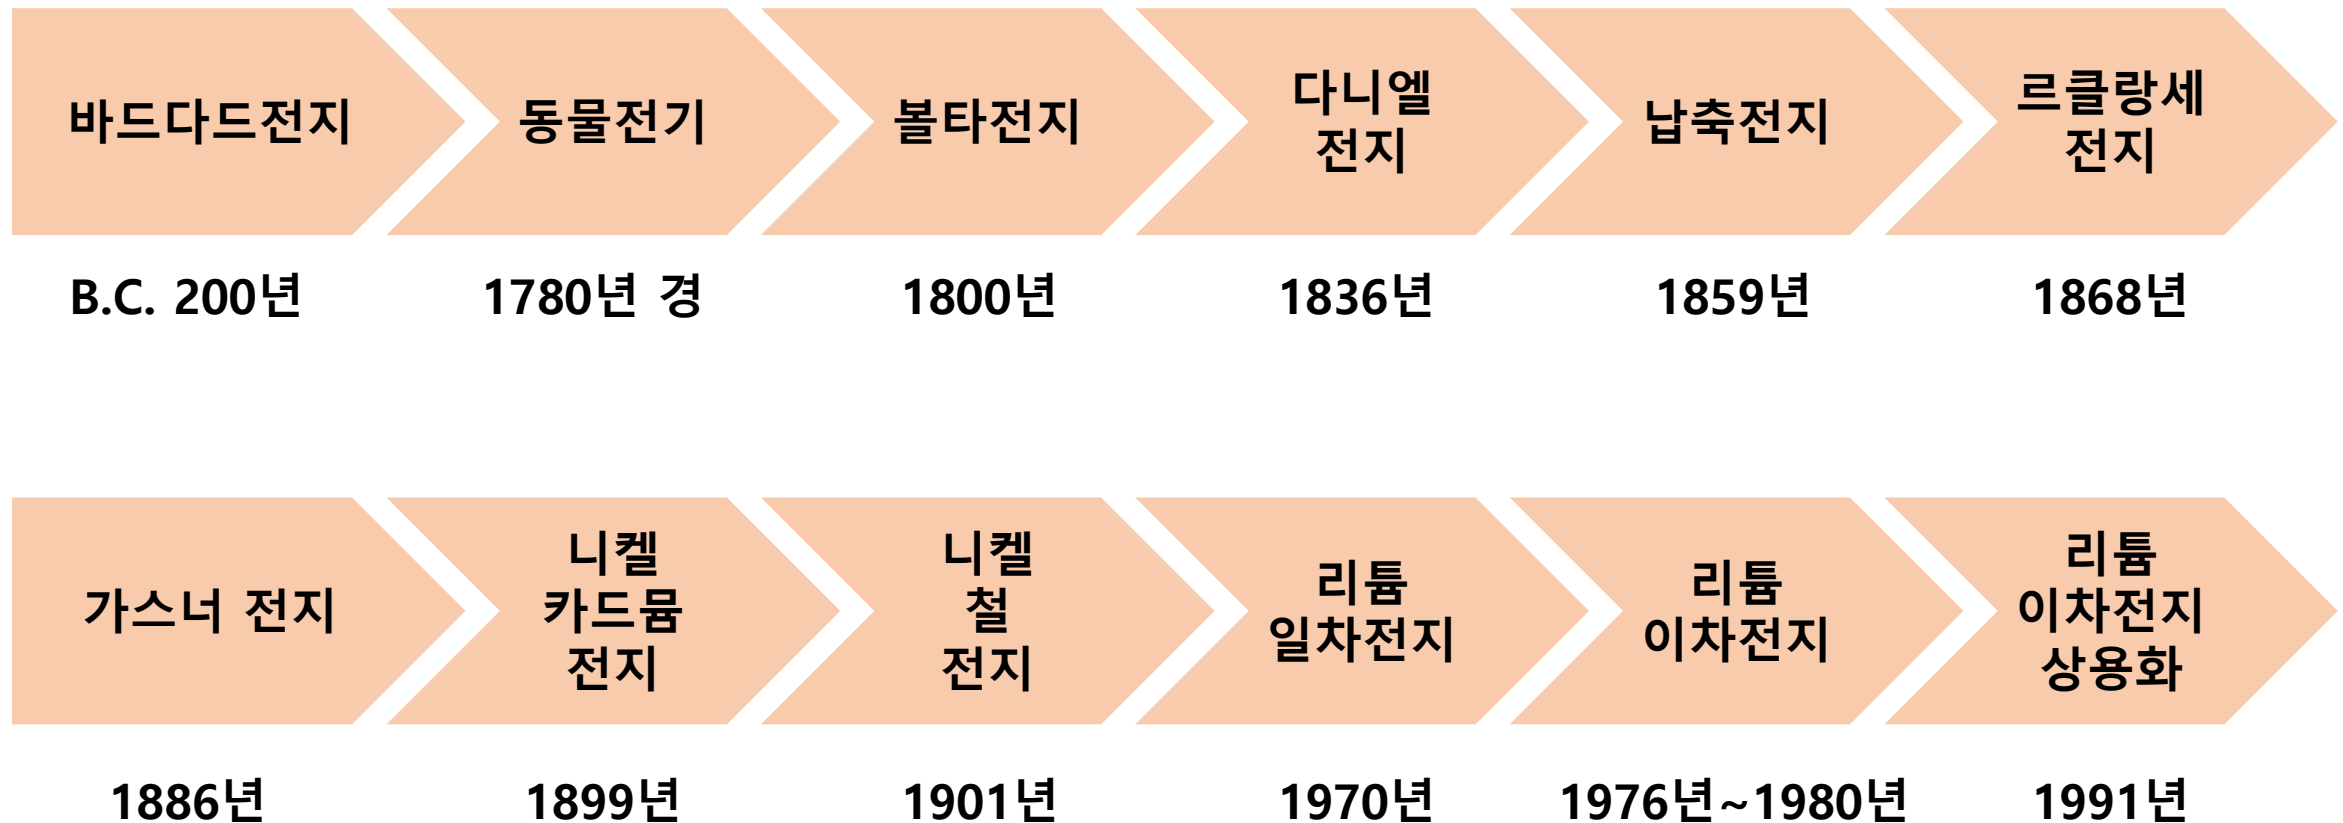 바드다드전지
동물전기
볼타전지
다니엘
전지
납축전지
르클랑세
전지
B.C. 200년
1780년 경
1800년
1836년
1859년
1868년
가스너 전지
니켈
카드뮴
전지
니켈
철
전지
리튬
일차전지
리튬
이차전지
리튬
이차전지
상용화
1886년
1899년
1901년
1970년
1976년~1980년
1991년